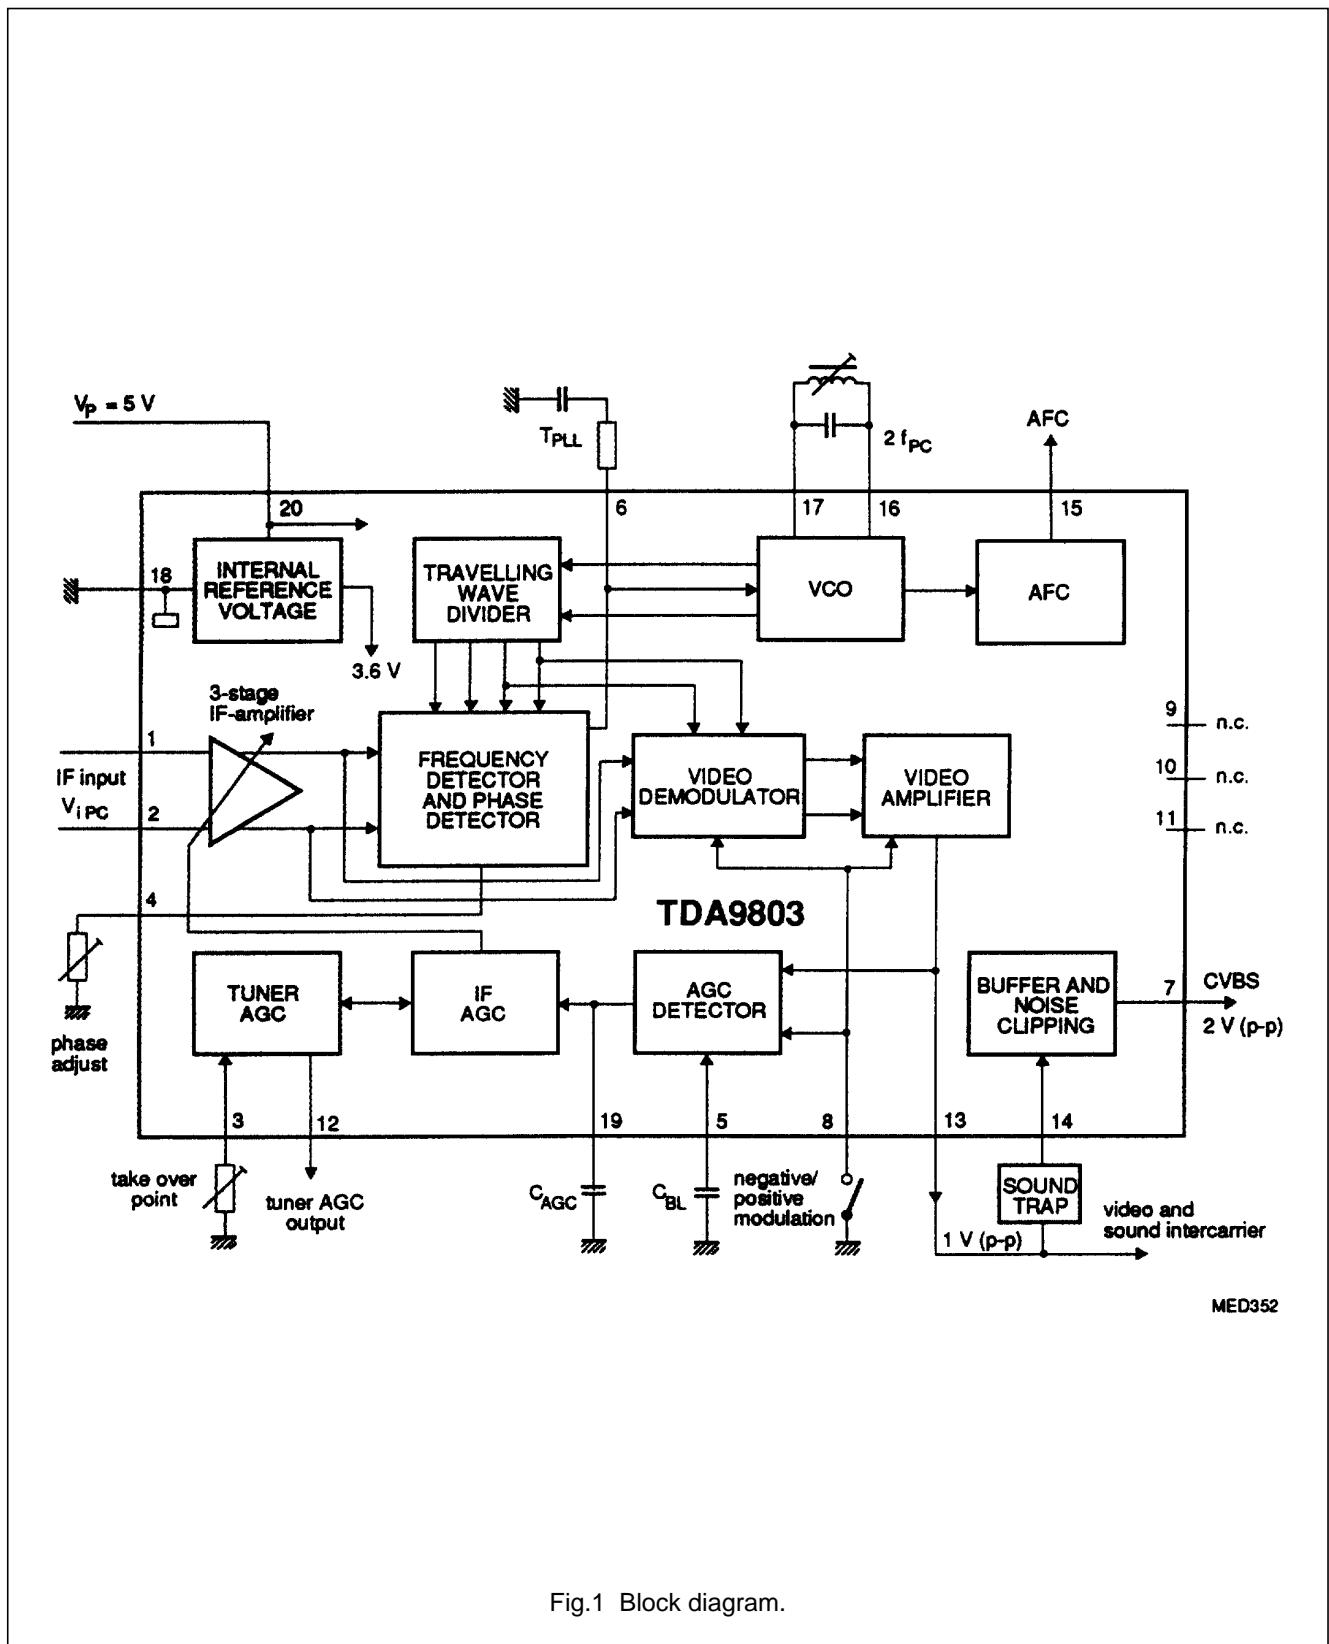 V_P = 5 V
T_PLL
2 f_PC
AFC
20
6
17
16
15
18
INTERNAL
REFERENCE
VOLTAGE
TRAVELLING
WAVE
DIVIDER
VCO
AFC
3.6 V
3-stage
IF-amplifier
1
IF input
V_i PC
2
FREQUENCY
DETECTOR
AND PHASE
DETECTOR
VIDEO
DEMODULATOR
VIDEO
AMPLIFIER
9
n.c.
10
n.c.
11
n.c.
4
TDA9803
phase
adjust
TUNER
AGC
IF
AGC
AGC
DETECTOR
BUFFER AND
NOISE
CLIPPING
7
CVBS
2 V (p-p)
3
12
19
5
8
13
14
take over
point
tuner AGC
output
C_AGC
C_BL
negative/
positive
modulation
SOUND
TRAP
1 V (p-p)
video and
sound intercarrier
MED352
Fig.1 Block diagram.